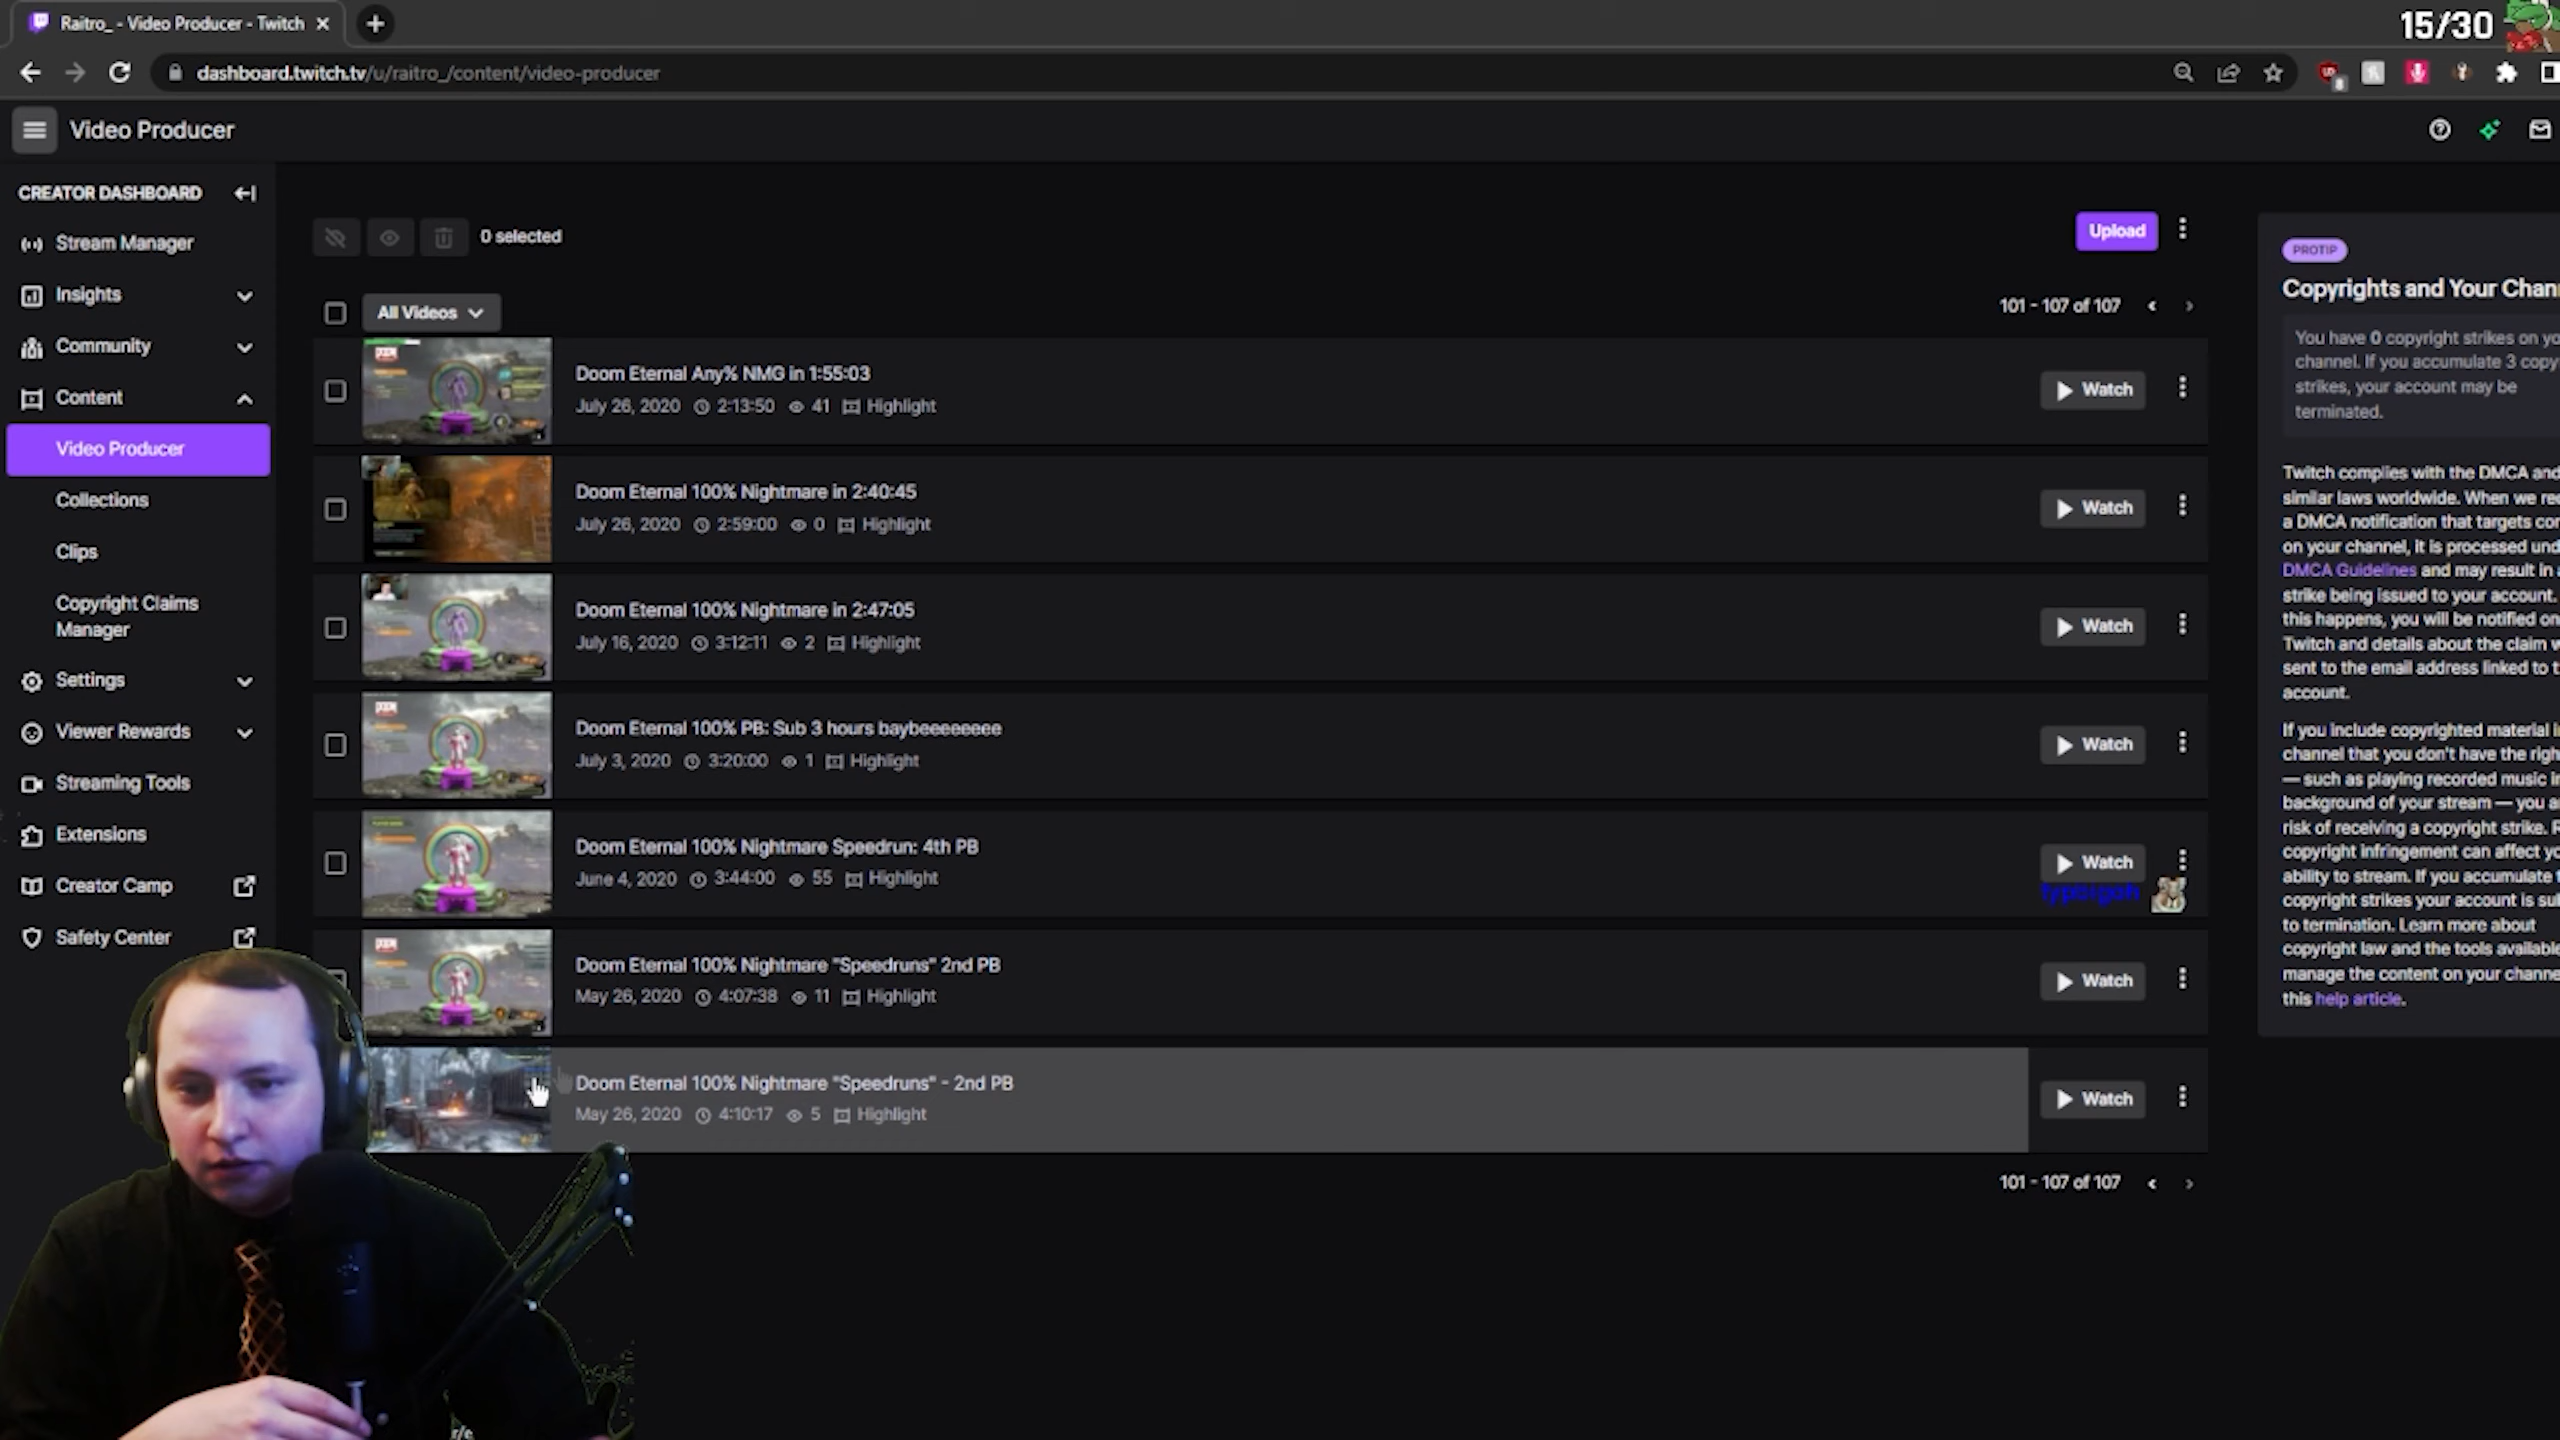 Raitro_ - Video Producer - Twitch
15/30
dashboard.twitch.tv/u/raitro_/content/video-producer
Video Producer
CREATOR DASHBOARD
Stream Manager
Insights
Community
Content
Video Producer
Collections
Clips
Copyright Claims
Manager
Settings
Viewer Rewards
Streaming Tools
Extensions
Creator Camp
Safety Center
0 selected
Upload
All Videos
101 - 107 of 107
Doom Eternal Any% NMG in 1:55:03
July 26, 2020 2:13:50 41 Highlight
Watch
Doom Eternal 100% Nightmare in 2:40:45
July 26, 2020 2:59:00 0 Highlight
Watch
Doom Eternal 100% Nightmare in 2:47:05
July 16, 2020 3:12:11 2 Highlight
Watch
Doom Eternal 100% PB: Sub 3 hours baybeeeeeeee
July 3, 2020 3:20:00 1 Highlight
Watch
Doom Eternal 100% Nightmare Speedrun: 4th PB
June 4, 2020 3:44:00 55 Highlight
Watch
Doom Eternal 100% Nightmare "Speedruns" 2nd PB
May 26, 2020 4:07:38 11 Highlight
Watch
Doom Eternal 100% Nightmare "Speedruns" - 2nd PB
May 26, 2020 4:10:17 5 Highlight
Watch
101 - 107 of 107
PROTIP
Copyrights and Your Chan
You have 0 copyright strikes on yo
channel. If you accumulate 3 copy
strikes, your account may be
terminated.
Twitch complies with the DMCA and
similar laws worldwide. When we rec
a DMCA notification that targets con
on your channel, it is processed und
DMCA Guidelines and may result in a
strike being issued to your account.
this happens, you will be notified on
Twitch and details about the claim w
sent to the email address linked to t
account.
If you include copyrighted material i
channel that you don't have the righ
— such as playing recorded music in
background of your stream — you a
risk of receiving a copyright strike. R
copyright infringement can affect yo
ability to stream. If you accumulate t
copyright strikes your account is su
to termination. Learn more about
copyright law and the tools available
manage the content on your channe
this help article.